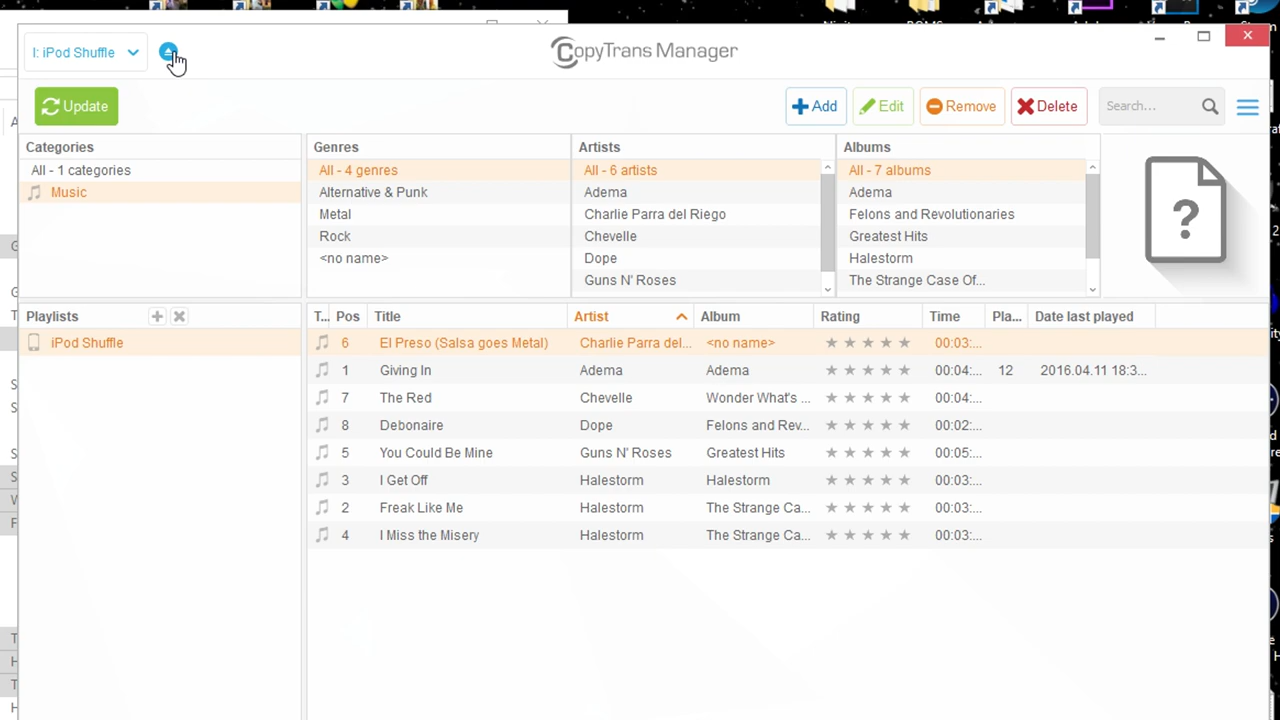 I: iPod Shuffle
CopyTrans Manager
Update
Add
Edit
Remove
Delete
Search...
Categories
All - 1 categories
Music
Genres
All - 4 genres
Alternative & Punk
Metal
Rock
<no name>
Artists
All - 6 artists
Adema
Charlie Parra del Riego
Chevelle
Dope
Guns N' Roses
Albums
All - 7 albums
Adema
Felons and Revolutionaries
Greatest Hits
Halestorm
The Strange Case Of...
?
Playlists
iPod Shuffle
T... Pos Title Artist Album Rating Time Pla... Date last played
6 El Preso (Salsa goes Metal) Charlie Parra del... <no name> 00:03:...
1 Giving In Adema Adema 00:04:... 12 2016.04.11 18:3...
7 The Red Chevelle Wonder What's ... 00:04:...
8 Debonaire Dope Felons and Rev... 00:02:...
5 You Could Be Mine Guns N' Roses Greatest Hits 00:05:...
3 I Get Off Halestorm Halestorm 00:03:...
2 Freak Like Me Halestorm The Strange Ca... 00:03:...
4 I Miss the Misery Halestorm The Strange Ca... 00:03:...